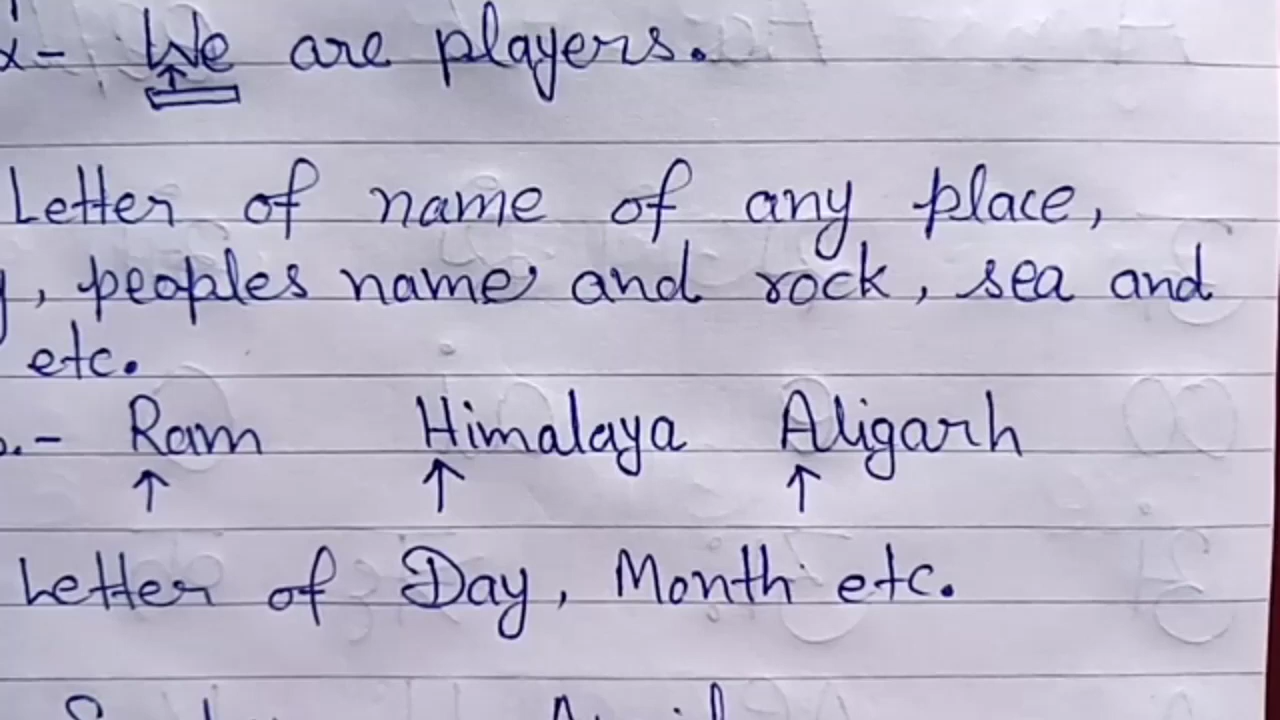 x- We are players.
Letter of name of any place,
, peoples name and rock, sea and
etc.
.- Ram Himalaya Aligarh
Letter of Day, Month etc.